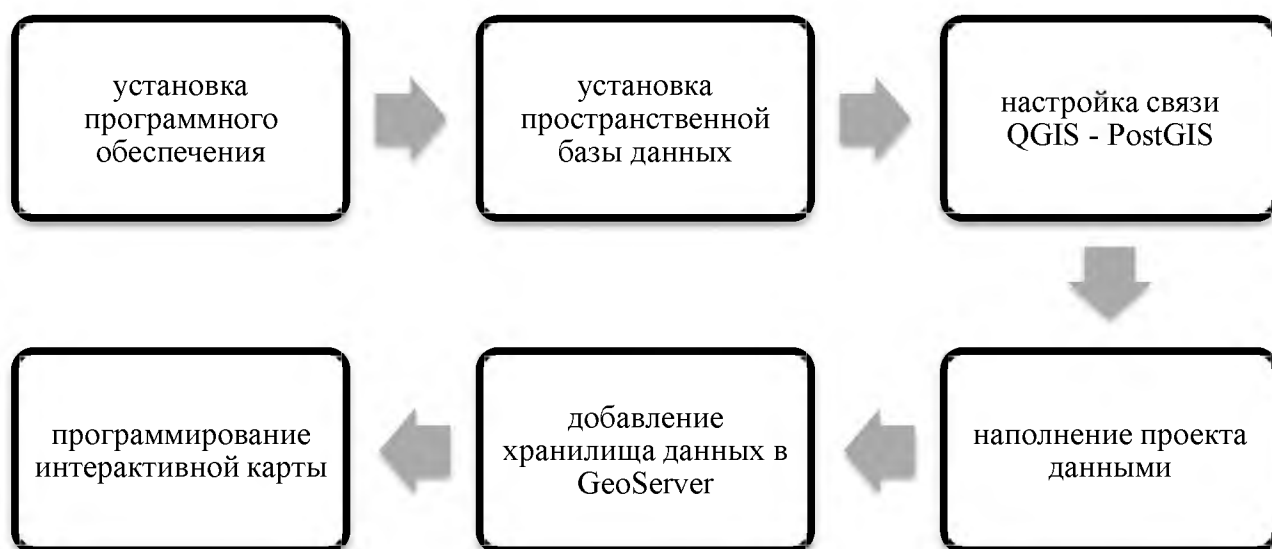 установка
программного
обеспечения
установка
пространственной
базы данных
настройка связи
QGIS - PostGIS
наполнение проекта
данными
добавление
хранилища данных в
GeoServer
программирование
интерактивной карты